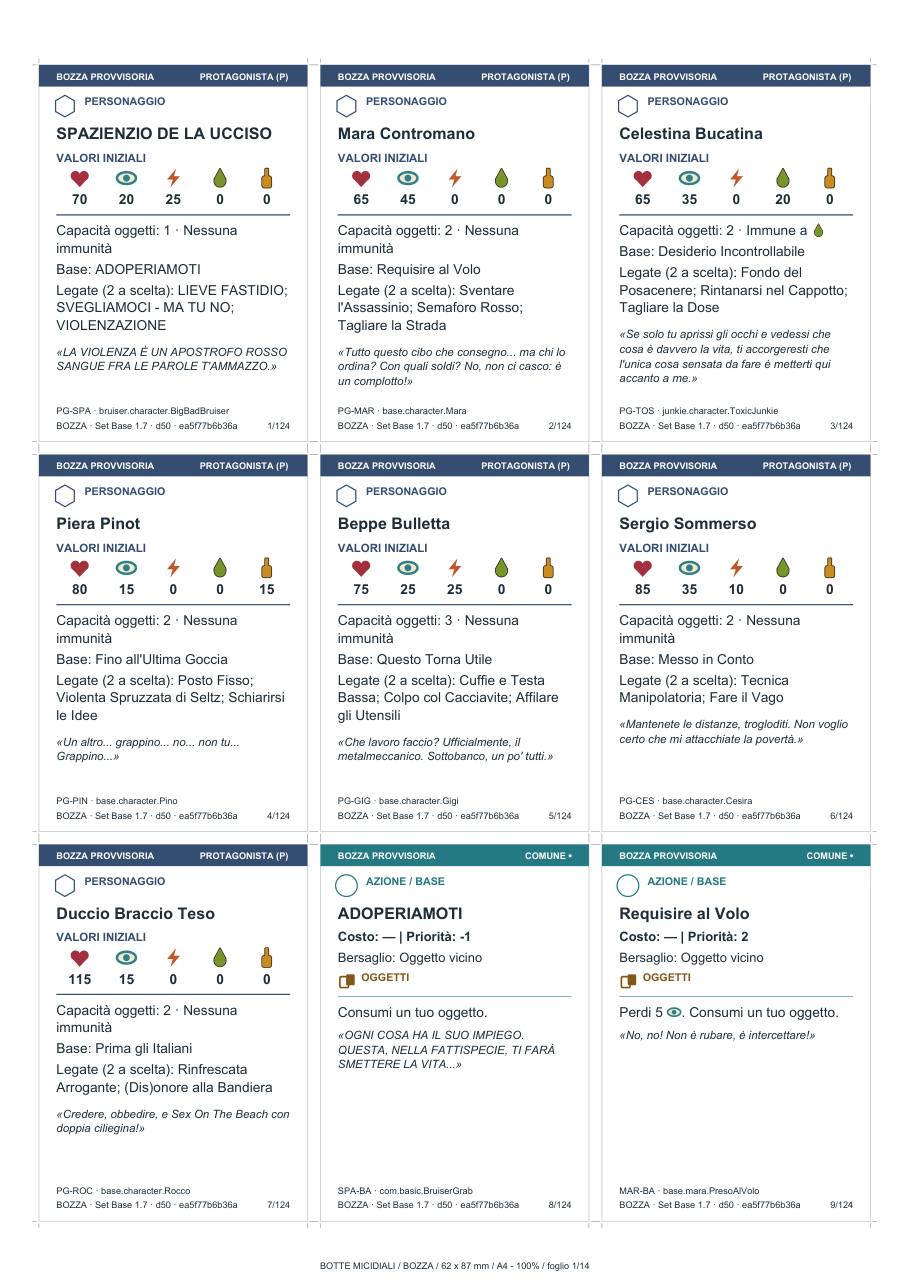 BOZZA PROVVISORIA PROTAGONISTA (P)
PERSONAGGIO
SPAZIENZIO DE LA UCCISO
VALORI INIZIALI
70 20 25 0 0
Capacità oggetti: 1 · Nessuna
immunità
Base: ADOPERIAMOTI
Legate (2 a scelta): LIEVE FASTIDIO;
SVEGLIAMOCI - MA TU NO;
VIOLENZAZIONE
«LA VIOLENZA È UN APOSTROFO ROSSO
SANGUE FRA LE PAROLE T'AMMAZZO.»
PG-SPA · bruiser.character.BigBadBruiser
BOZZA · Set Base 1.7 · d50 · ea5f77b6b36a 1/124
BOZZA PROVVISORIA PROTAGONISTA (P)
PERSONAGGIO
Mara Contromano
VALORI INIZIALI
65 45 0 0 0
Capacità oggetti: 2 · Nessuna
immunità
Base: Requisire al Volo
Legate (2 a scelta): Sventare
l'Assassinio; Semaforo Rosso;
Tagliare la Strada
«Tutto questo cibo che consegno... ma chi lo
ordina? Con quali soldi? No, non ci casco: è
un complotto!»
PG-MAR · base.character.Mara
BOZZA · Set Base 1.7 · d50 · ea5f77b6b36a 2/124
BOZZA PROVVISORIA PROTAGONISTA (P)
PERSONAGGIO
Celestina Bucatina
VALORI INIZIALI
65 35 0 20 0
Capacità oggetti: 2 · Immune a
Base: Desiderio Incontrollabile
Legate (2 a scelta): Fondo del
Posacenere; Rintanarsi nel Cappotto;
Tagliare la Dose
«Se solo tu aprissi gli occhi e vedessi che
cosa è davvero la vita, ti accorgeresti che
l'unica cosa sensata da fare è metterti qui
accanto a me.»
PG-TOS · junkie.character.ToxicJunkie
BOZZA · Set Base 1.7 · d50 · ea5f77b6b36a 3/124
BOZZA PROVVISORIA PROTAGONISTA (P)
PERSONAGGIO
Piera Pinot
VALORI INIZIALI
80 15 0 0 15
Capacità oggetti: 2 · Nessuna
immunità
Base: Fino all'Ultima Goccia
Legate (2 a scelta): Posto Fisso;
Violenta Spruzzata di Seltz; Schiarirsi
le Idee
«Un altro... grappino... no... non tu...
Grappino...»
PG-PIN · base.character.Pino
BOZZA · Set Base 1.7 · d50 · ea5f77b6b36a 4/124
BOZZA PROVVISORIA PROTAGONISTA (P)
PERSONAGGIO
Beppe Bulletta
VALORI INIZIALI
75 25 25 0 0
Capacità oggetti: 3 · Nessuna
immunità
Base: Questo Torna Utile
Legate (2 a scelta): Cuffie e Testa
Bassa; Colpo col Cacciavite; Affilare
gli Utensili
«Che lavoro faccio? Ufficialmente, il
metalmeccanico. Sottobanco, un po' tutti.»
PG-GIG · base.character.Gigi
BOZZA · Set Base 1.7 · d50 · ea5f77b6b36a 5/124
BOZZA PROVVISORIA PROTAGONISTA (P)
PERSONAGGIO
Sergio Sommerso
VALORI INIZIALI
85 35 10 0 0
Capacità oggetti: 2 · Nessuna
immunità
Base: Messo in Conto
Legate (2 a scelta): Tecnica
Manipolatoria; Fare il Vago
«Mantenete le distanze, trogloditi. Non voglio
certo che mi attacchiate la povertà.»
PG-CES · base.character.Cesira
BOZZA · Set Base 1.7 · d50 · ea5f77b6b36a 6/124
BOZZA PROVVISORIA PROTAGONISTA (P)
PERSONAGGIO
Duccio Braccio Teso
VALORI INIZIALI
115 15 0 0 0
Capacità oggetti: 2 · Nessuna
immunità
Base: Prima gli Italiani
Legate (2 a scelta): Rinfrescata
Arrogante; (Dis)onore alla Bandiera
«Credere, obbedire, e Sex On The Beach con
doppia ciliegina!»
PG-ROC · base.character.Rocco
BOZZA · Set Base 1.7 · d50 · ea5f77b6b36a 7/124
BOZZA PROVVISORIA COMUNE •
AZIONE / BASE
ADOPERIAMOTI
Costo: — | Priorità: -1
Bersaglio: Oggetto vicino
OGGETTI
Consumi un tuo oggetto.
«OGNI COSA HA IL SUO IMPIEGO.
QUESTA, NELLA FATTISPECIE, TI FARÀ
SMETTERE LA VITA...»
SPA-BA · com.basic.BruiserGrab
BOZZA · Set Base 1.7 · d50 · ea5f77b6b36a 8/124
BOZZA PROVVISORIA COMUNE •
AZIONE / BASE
Requisire al Volo
Costo: — | Priorità: 2
Bersaglio: Oggetto vicino
OGGETTI
Perdi 5 . Consumi un tuo oggetto.
«No, no! Non è rubare, è intercettare!»
MAR-BA · base.mara.PresoAlVolo
BOZZA · Set Base 1.7 · d50 · ea5f77b6b36a 9/124
BOTTE MICIDIALI / BOZZA / 62 x 87 mm / A4 - 100% / foglio 1/14